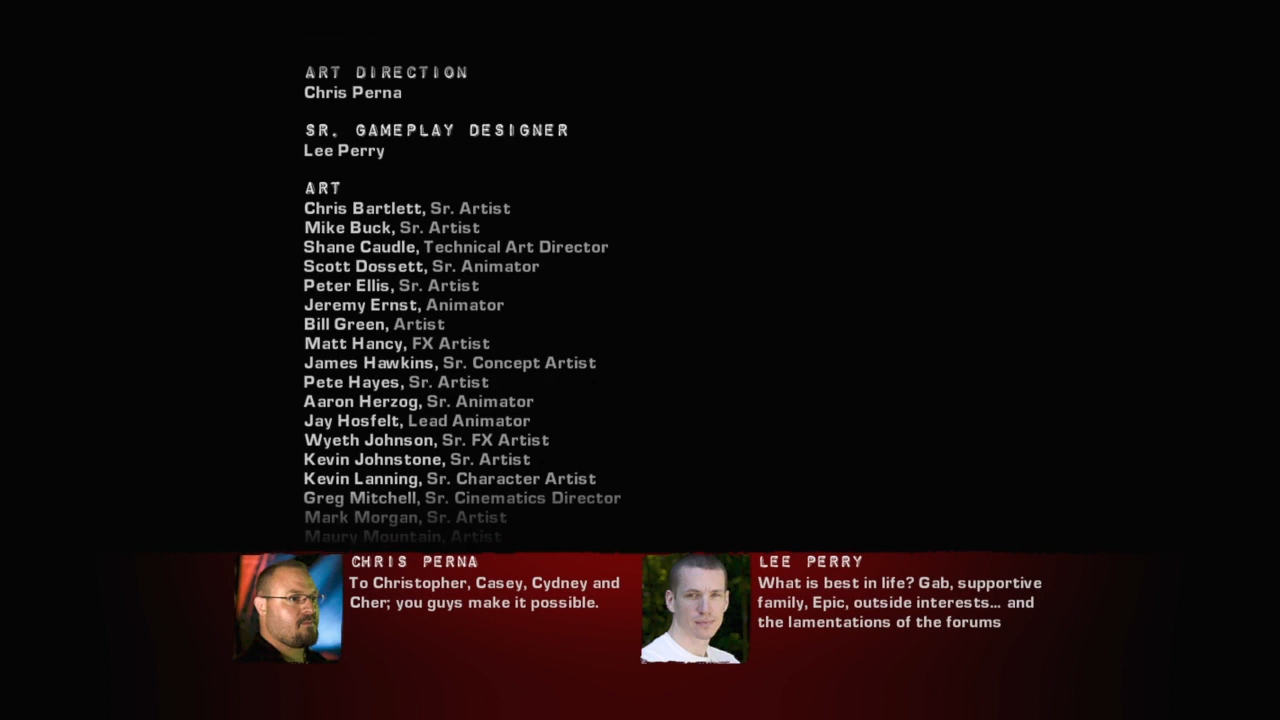 ART DIRECTION
Chris Perna
SR. GAMEPLAY DESIGNER
Lee Perry
ART
Chris Bartlett, Sr. Artist
Mike Buck, Sr. Artist
Shane Caudle, Technical Art Director
Scott Dossett, Sr. Animator
Peter Ellis, Sr. Artist
Jeremy Ernst, Animator
Bill Green, Artist
Matt Hancy, FX Artist
James Hawkins, Sr. Concept Artist
Pete Hayes, Sr. Artist
Aaron Herzog, Sr. Animator
Jay Hosfelt, Lead Animator
Wyeth Johnson, Sr. FX Artist
Kevin Johnstone, Sr. Artist
Kevin Lanning, Sr. Character Artist
Greg Mitchell, Sr. Cinematics Director
Mark Morgan, Sr. Artist
Maury Mountain, Artist
CHRIS PERNA
To Christopher, Casey, Cydney and
Cher; you guys make it possible.
LEE PERRY
What is best in life? Gab, supportive
family, Epic, outside interests... and
the lamentations of the forums